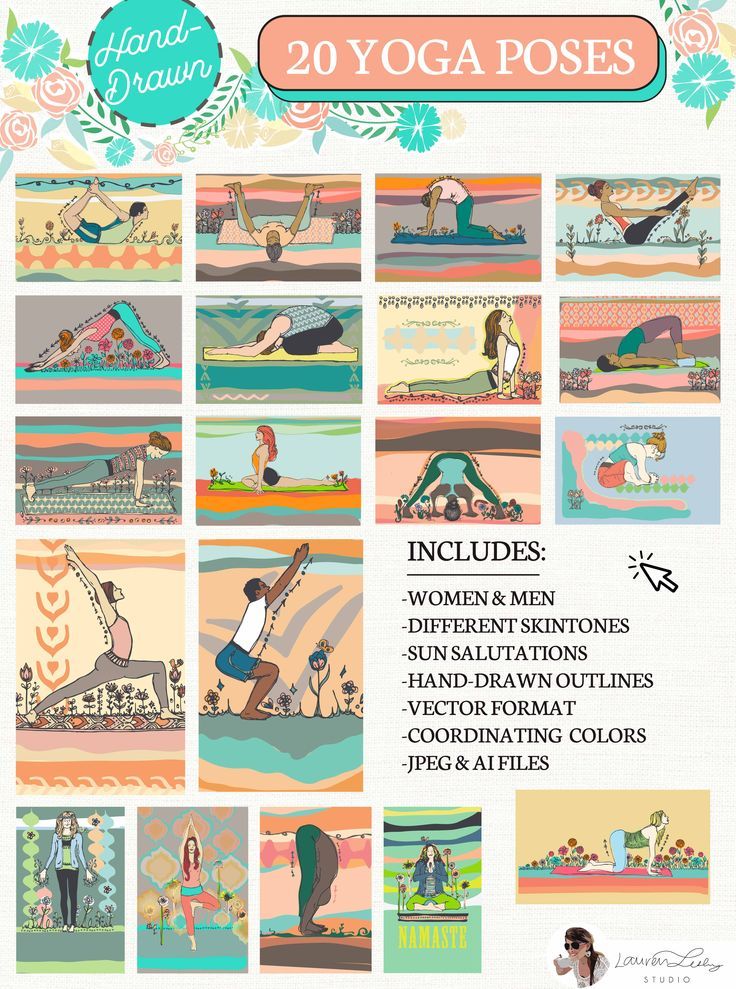 Hand-
Drawn
20 YOGA POSES
INCLUDES:
-WOMEN & MEN
-DIFFERENT SKINTONES
-SUN SALUTATIONS
-HAND-DRAWN OUTLINES
-VECTOR FORMAT
-COORDINATING COLORS
-JPEG & AI FILES
NAMASTE
Lauren
STUDIO